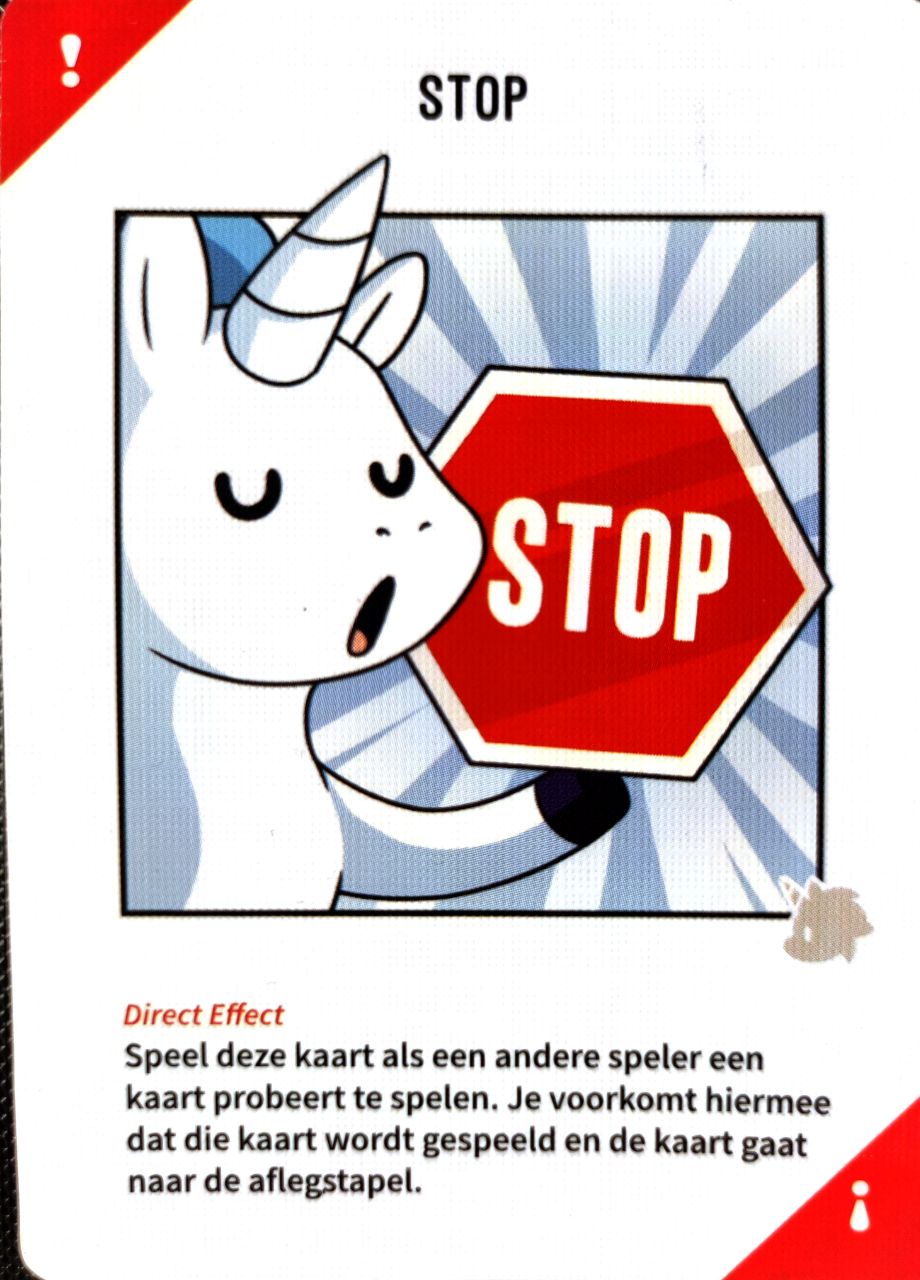 !
STOP
STOP
Direct Effect
Speel deze kaart als een andere speler een
kaart probeert te spelen. Je voorkomt hiermee
dat die kaart wordt gespeeld en de kaart gaat
naar de aflegstapel.
!